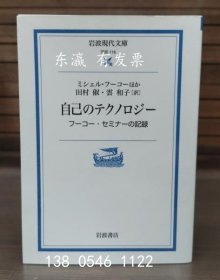 岩波現代文庫
东瀛 有发票
ミシェル・フーコーほか
田村 俶・雲 和子[訳]
自己のテクノロジー
フーコー・セミナーの記録
岩波書店
138 0546 1122